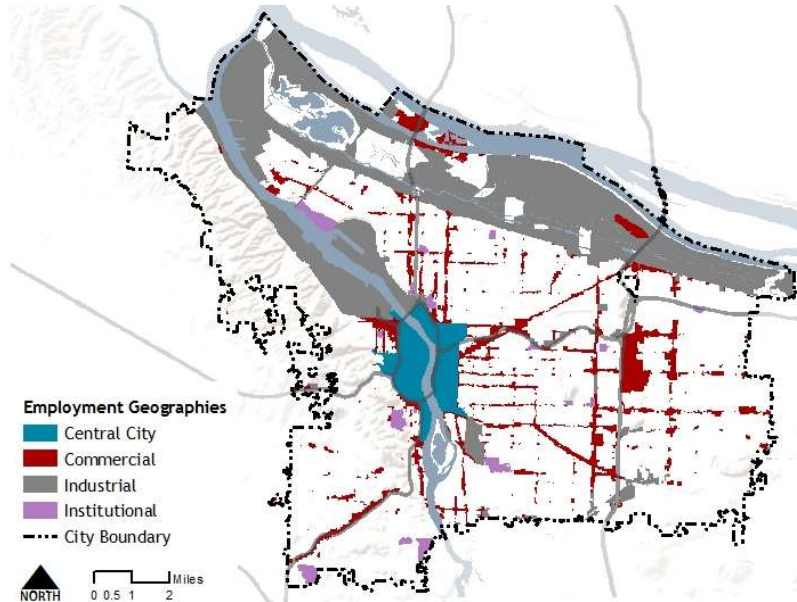 Employment Geographies
Central City
Commercial
Industrial
Institutional
City Boundary
NORTH
Miles
0 0.5 1 2